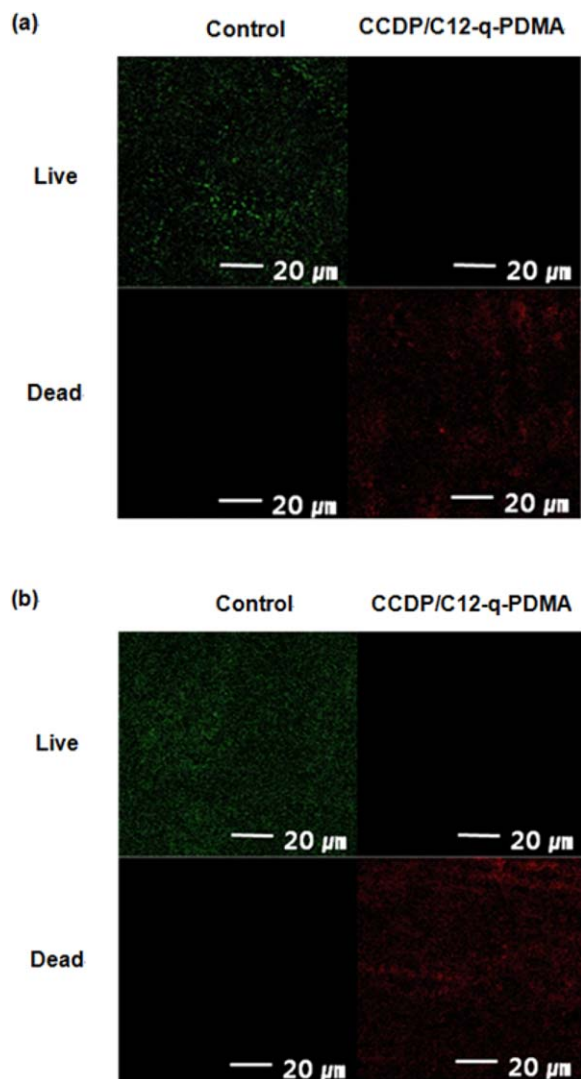 (a)
Control CCDP/C12-q-PDMA
Live
20 μm 20 μm
Dead
20 μm 20 μm
(b)
Control CCDP/C12-q-PDMA
Live
20 μm 20 μm
Dead
20 μm 20 μm